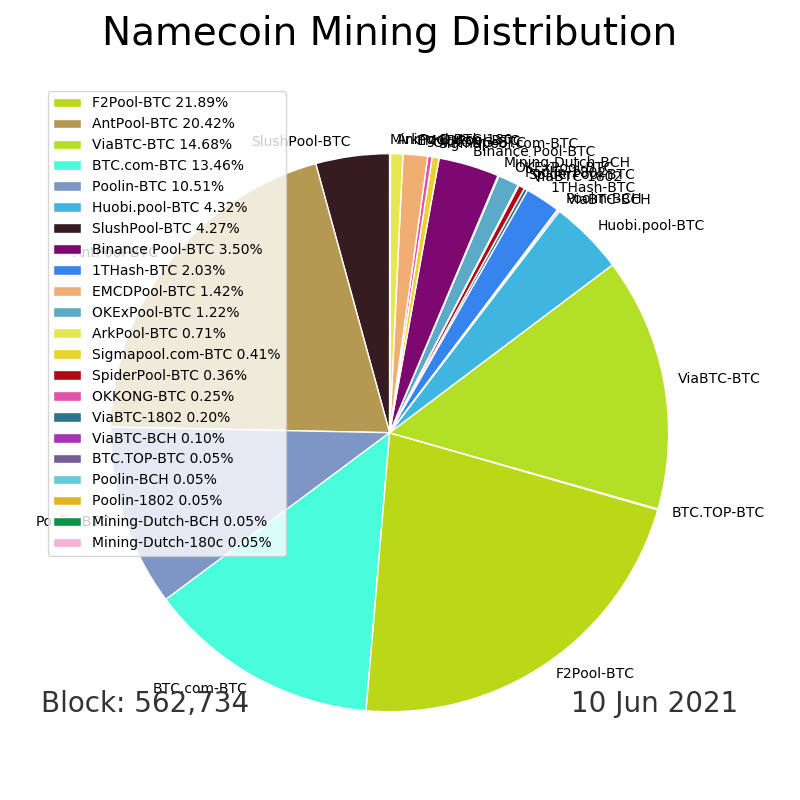 Namecoin Mining Distribution
F2Pool-BTC 21.89%
AntPool-BTC 20.42%
ViaBTC-BTC 14.68%
BTC.com-BTC 13.46%
Poolin-BTC 10.51%
Huobi.pool-BTC 4.32%
SlushPool-BTC 4.27%
Binance Pool-BTC 3.50%
1THash-BTC 2.03%
EMCDPool-BTC 1.42%
OKExPool-BTC 1.22%
ArkPool-BTC 0.71%
Sigmapool.com-BTC 0.41%
SpiderPool-BTC 0.36%
OKKONG-BTC 0.25%
ViaBTC-1802 0.20%
ViaBTC-BCH 0.10%
BTC.TOP-BTC 0.05%
Poolin-BCH 0.05%
Poolin-1802 0.05%
Mining-Dutch-BCH 0.05%
Mining-Dutch-180c 0.05%
SlushPool-BTC
Binance Pool-BTC
Mining-Dutch-BCH
ViaBTC-1802
1THash-BTC
ViaBTC-BCH
Huobi.pool-BTC
ViaBTC-BTC
BTC.TOP-BTC
F2Pool-BTC
BTC.com-BTC
Block: 562,734
10 Jun 2021